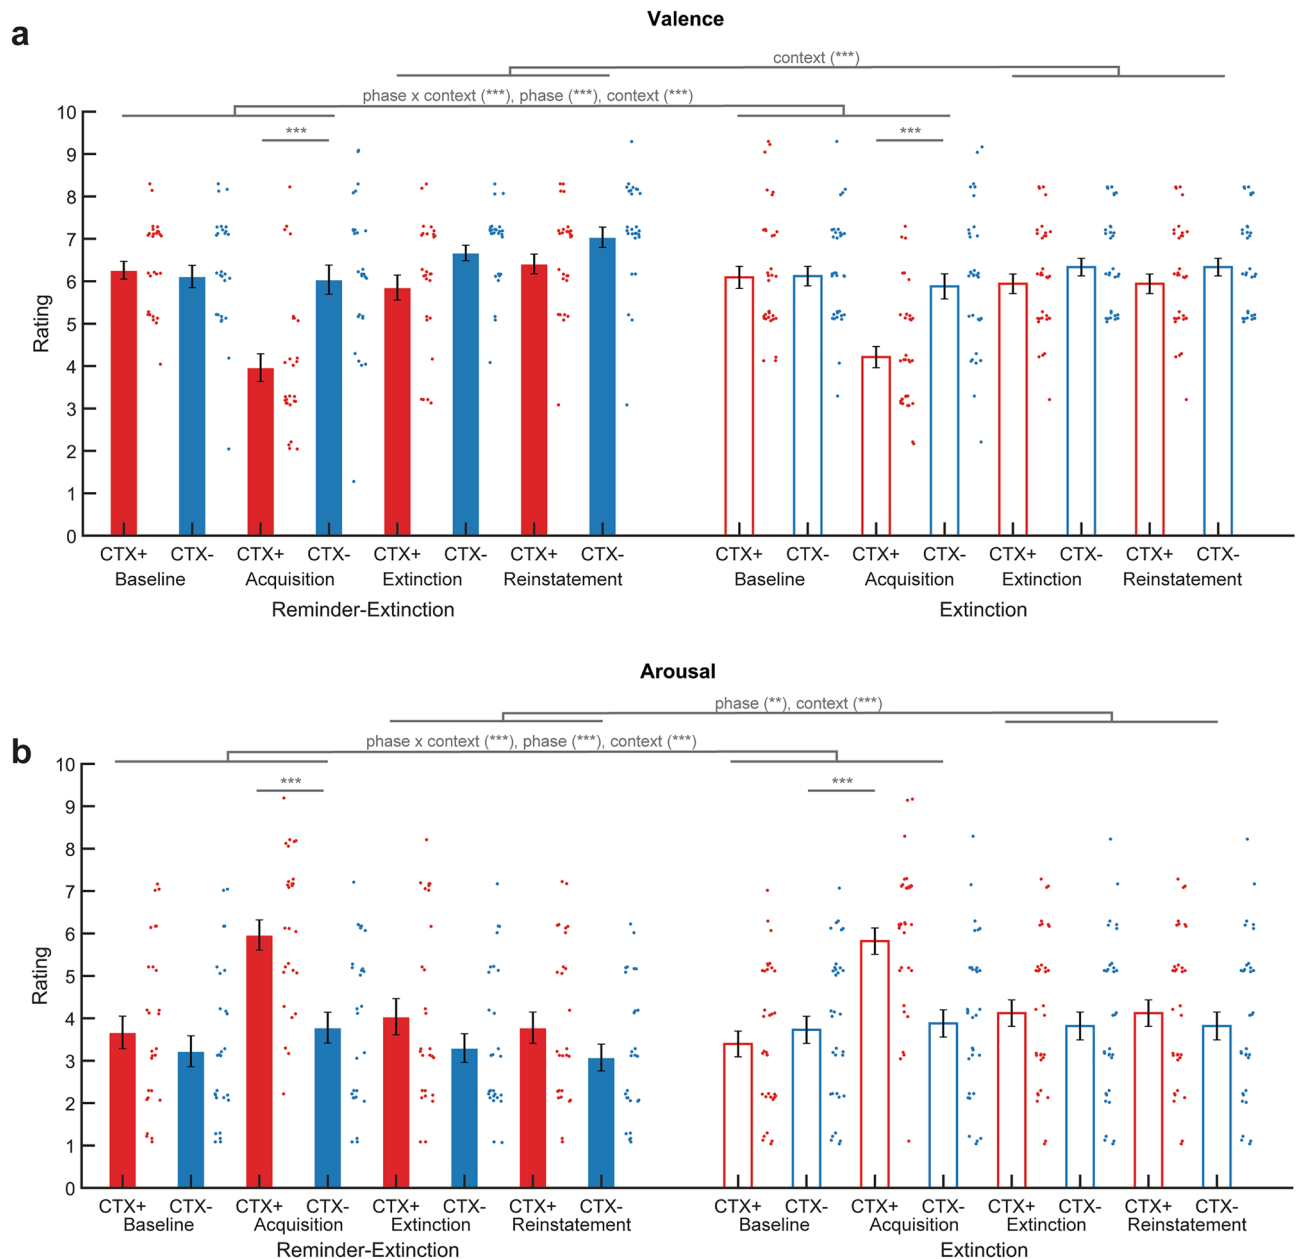 Valence
a
context (***)
phase x context (***), phase (***), context (***)
*** ***
10
9
8
7
6
5
4
3
2
1
0
Rating
CTX+ CTX- CTX+ CTX- CTX+ CTX- CTX+ CTX- CTX+ CTX- CTX+ CTX- CTX+ CTX- CTX+ CTX-
Baseline Acquisition Extinction Reinstatement Baseline Acquisition Extinction Reinstatement
Reminder-Extinction Extinction
Arousal
phase (**), context (***)
b
phase x context (***), phase (***), context (***)
*** ***
10
9
8
7
6
5
4
3
2
1
0
Rating
CTX+ CTX- CTX+ CTX- CTX+ CTX- CTX+ CTX- CTX+ CTX- CTX+ CTX- CTX+ CTX- CTX+ CTX-
Baseline Acquisition Extinction Reinstatement Baseline Acquisition Extinction Reinstatement
Reminder-Extinction Extinction